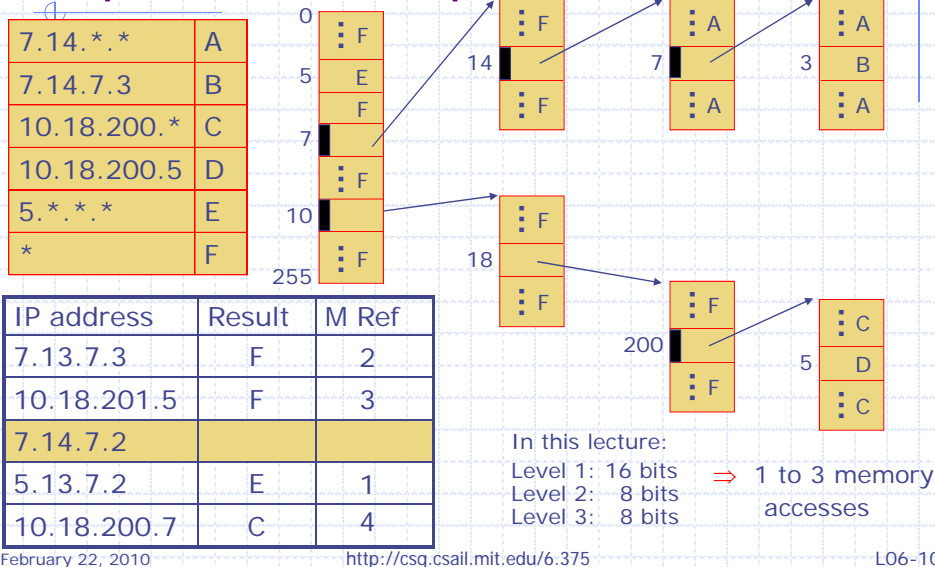 7.14.*.* A
7.14.7.3 B
10.18.200.* C
10.18.200.5 D
5.*.*.* E
* F
0
⋮ F
5 E
F
7
⋮ F
10
⋮ F
255
⋮ F
14
⋮ F
⋮ A
7
⋮ A
⋮ A
3 B
⋮ A
⋮ F
18
⋮ F
⋮ F
200
⋮ F
⋮ C
5 D
⋮ C
IP address Result M Ref
7.13.7.3 F 2
10.18.201.5 F 3
7.14.7.2
5.13.7.2 E 1
10.18.200.7 C 4
In this lecture:
Level 1: 16 bits
Level 2: 8 bits
Level 3: 8 bits
⇒ 1 to 3 memory
accesses
February 22, 2010
http://csg.csail.mit.edu/6.375
L06-10